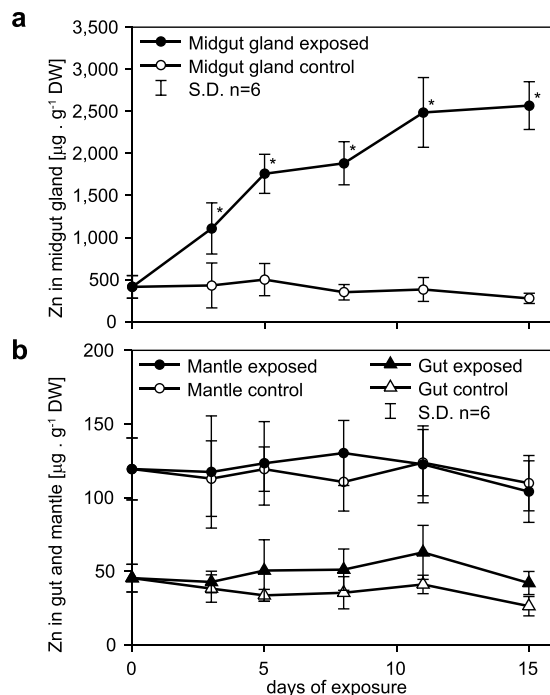 a
3,500
3,000
2,500
2,000
1,500
1,000
500
0
Zn in midgut gland [µg . g⁻¹ DW]
Midgut gland exposed
Midgut gland control
S.D. n=6
*
*
*
*
*
b
200
150
100
50
0
Zn in gut and mantle [µg . g⁻¹ DW]
Mantle exposed
Mantle control
Gut exposed
Gut control
S.D. n=6
0
5
10
15
days of exposure